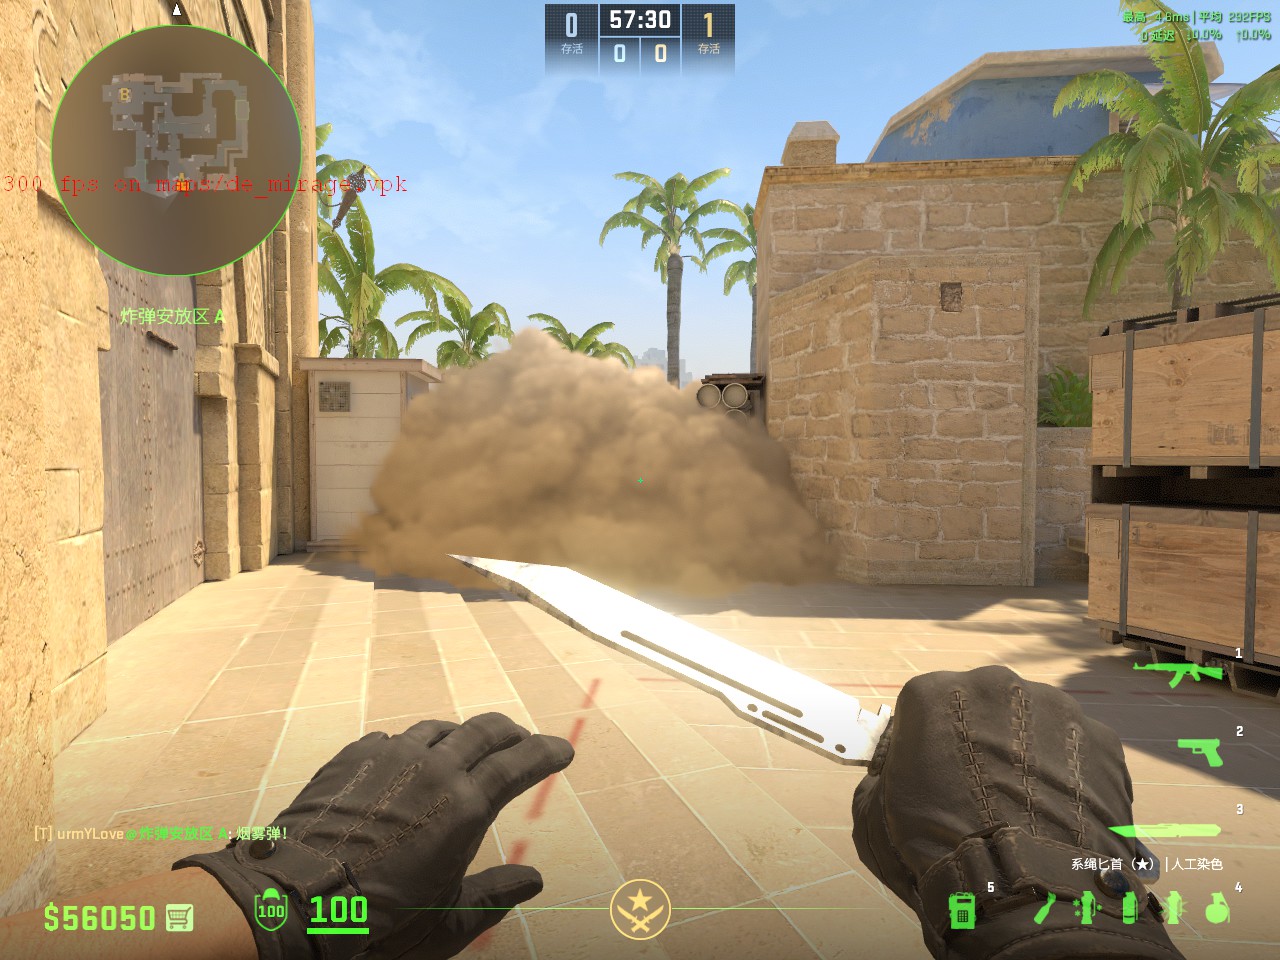 0
存活
57:30
0 0
1
存活
最高 4.6ms | 平均 292FPS
0 延迟 ↓0.0% ↑0.0%
B
300 fps on maps/de_mirage.vpk
炸弹安放区 A
[T] urmYLove@炸弹安放区 A: 烟雾弹!
1
2
3
系绳匕首（★） | 人工染色
5
4
$56050
100
100